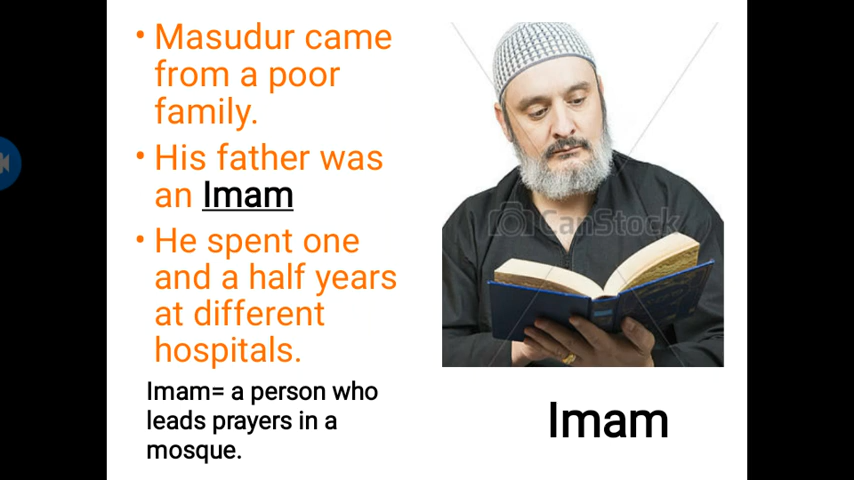 • Masudur came
from a poor
family.
• His father was
an Imam
• He spent one
and a half years
at different
hospitals.
Imam= a person who
leads prayers in a
mosque.
CanStock
Imam